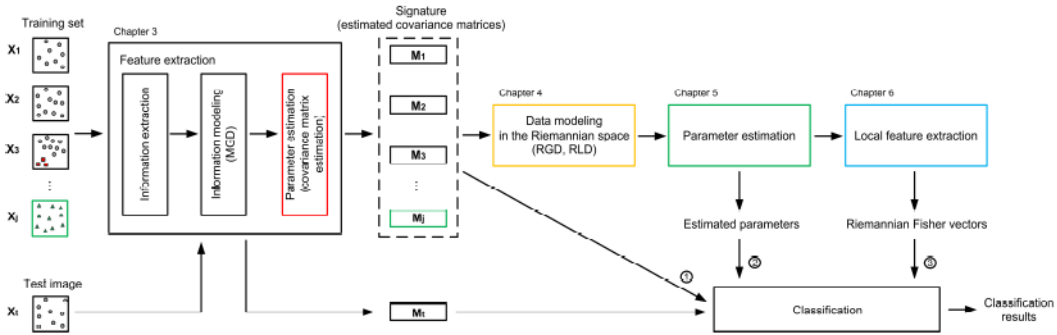 Training set
X1
X2
X3
⋮
Xj
Test image
Xt
Chapter 3
Feature extraction
Information extraction
Information modeling
(MGD)
Parameter estimation
(covariance matrix
estimation)
Signature
(estimated covariance matrices)
M1
M2
M3
⋮
Mj
Mt
Chapter 4
Data modeling
in the Riemannian space
(RGD, RLD)
Chapter 5
Parameter estimation
Chapter 6
Local feature extraction
Estimated parameters
Riemannian Fisher vectors
①
②
③
Classification
Classification
results